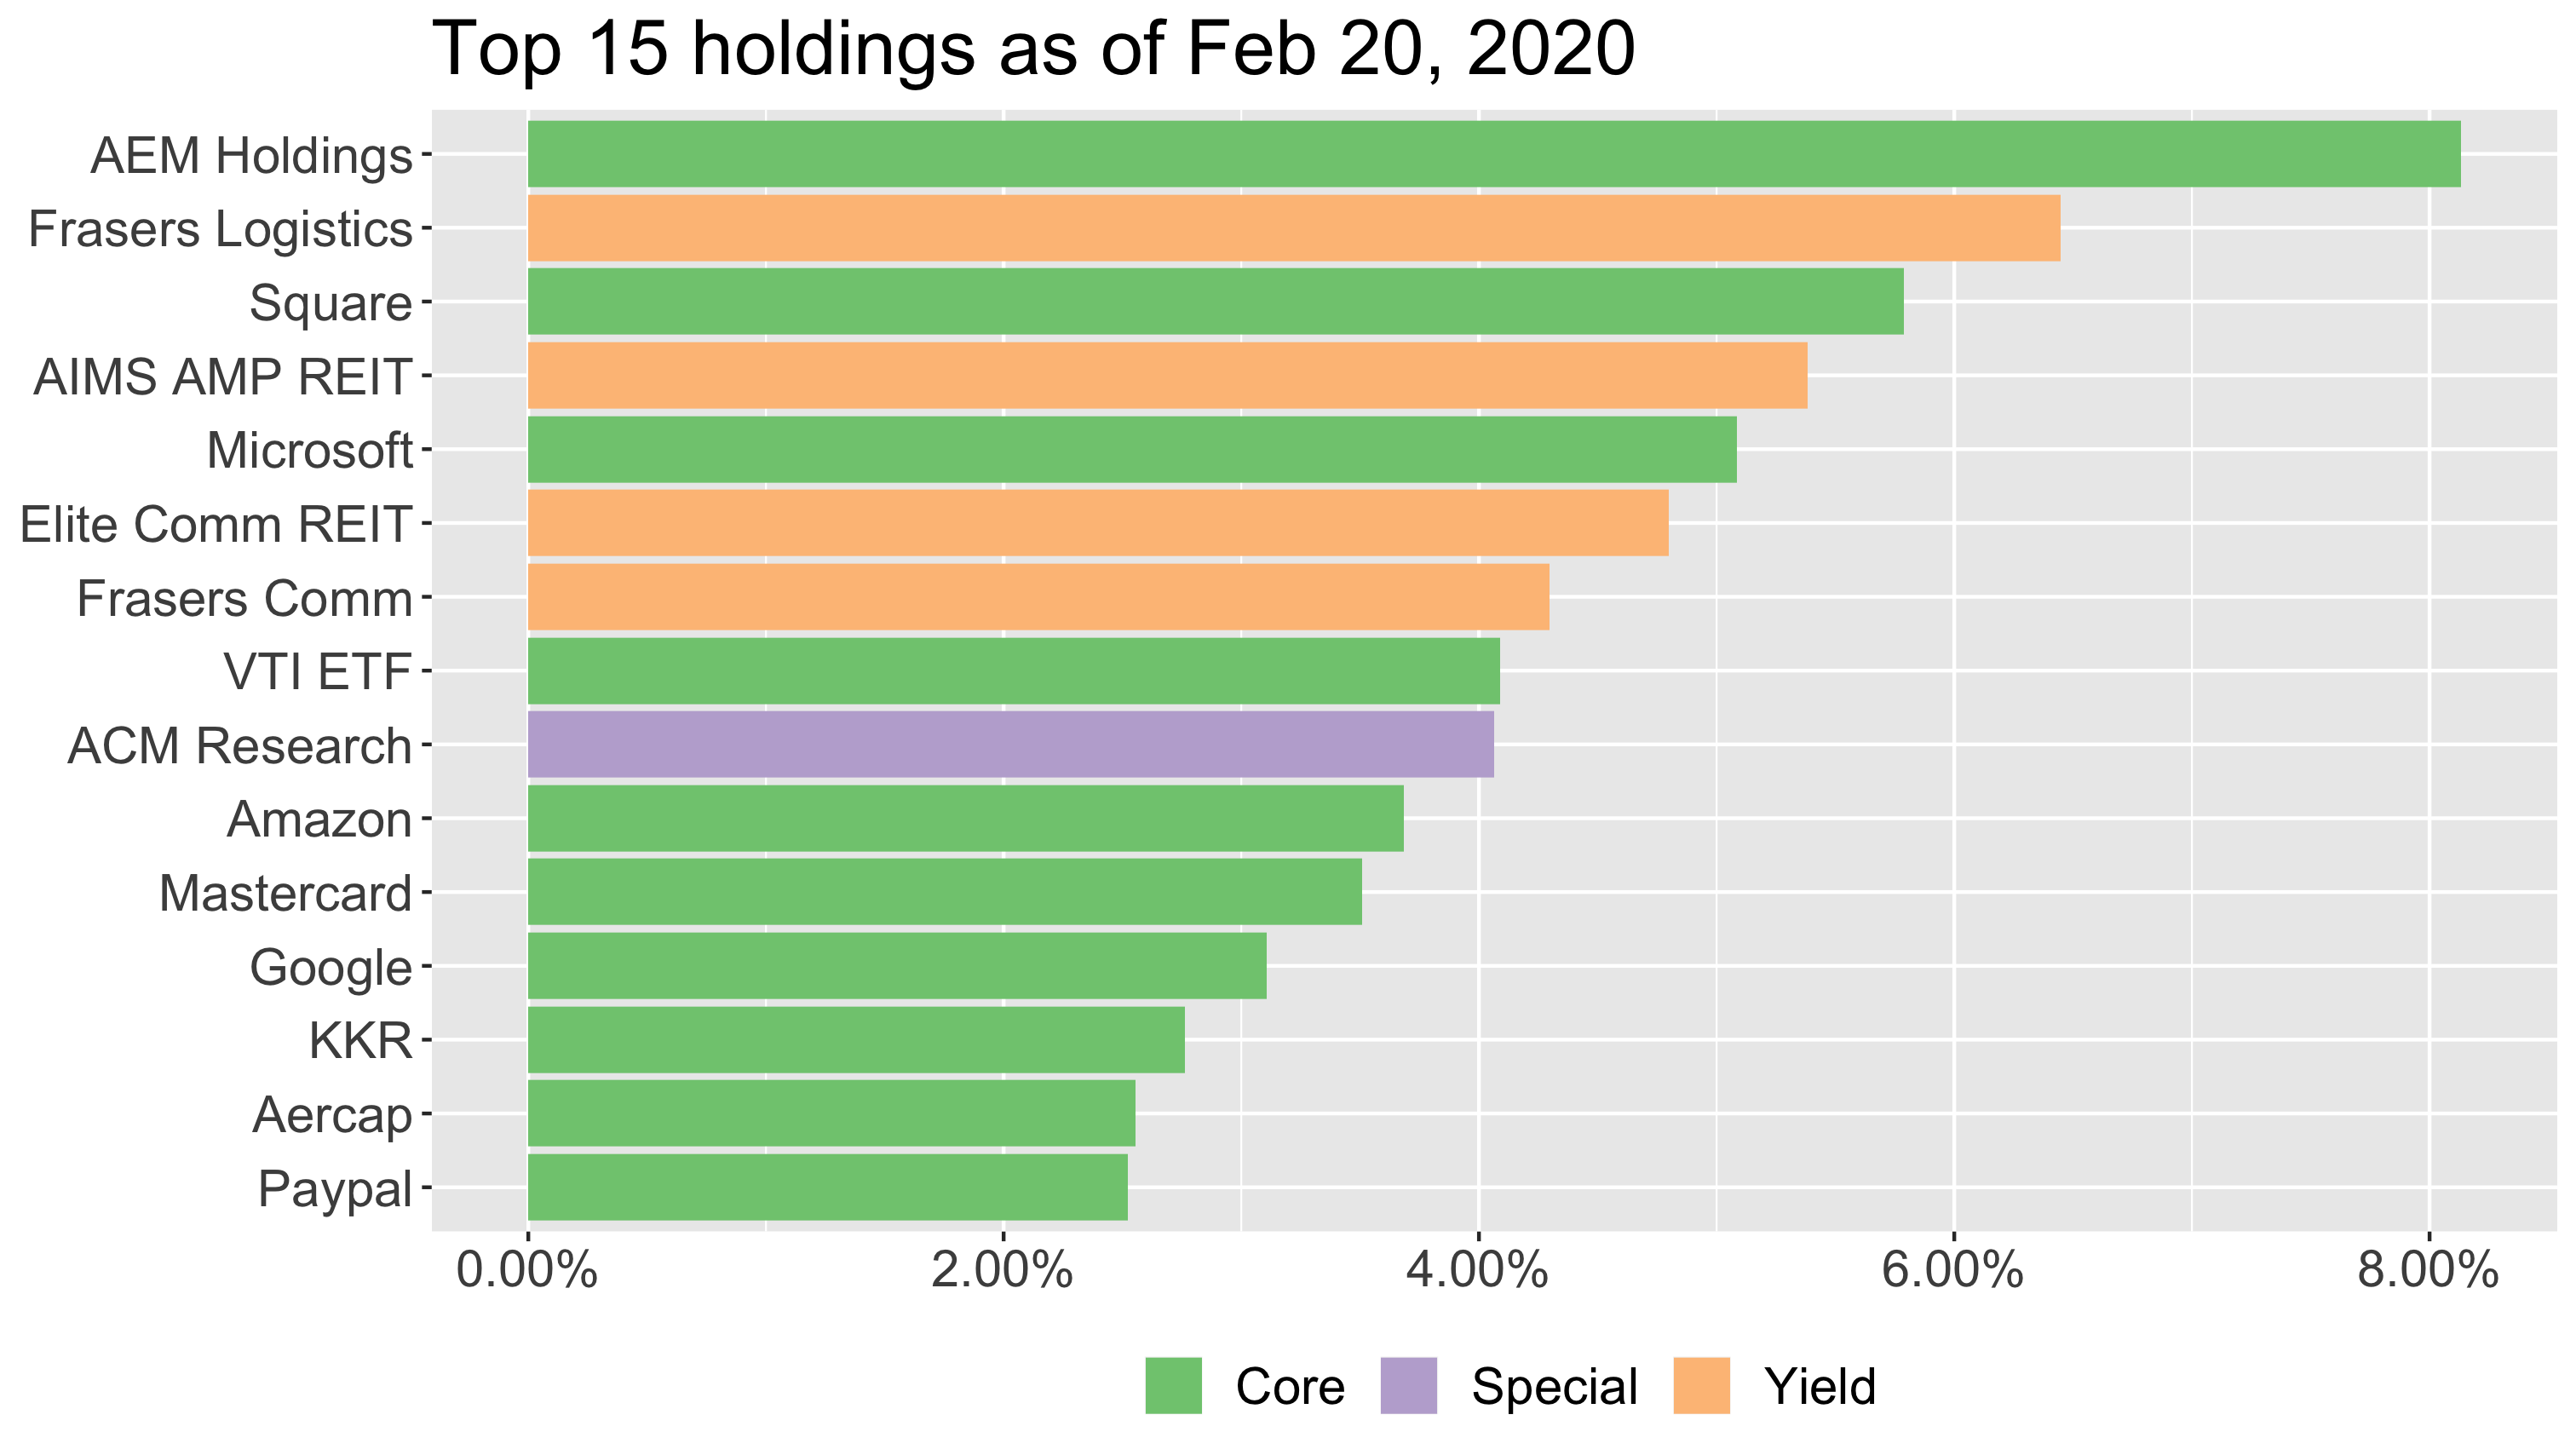 Top 15 holdings as of Feb 20, 2020
AEM Holdings
Frasers Logistics
Square
AIMS AMP REIT
Microsoft
Elite Comm REIT
Frasers Comm
VTI ETF
ACM Research
Amazon
Mastercard
Google
KKR
Aercap
Paypal
0.00% 2.00% 4.00% 6.00% 8.00%
Core Special Yield